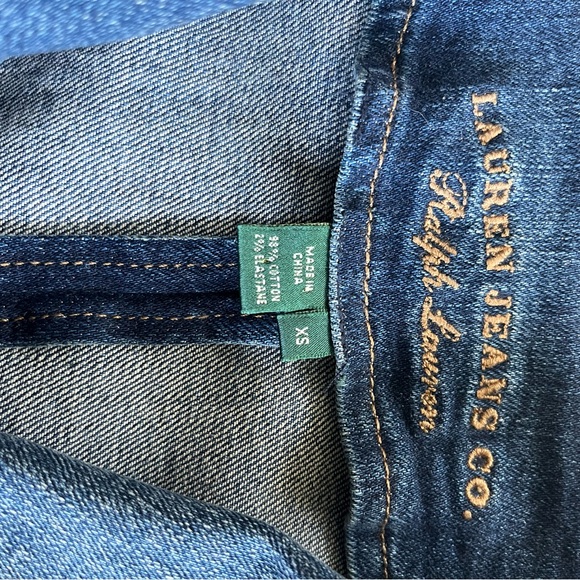 LAUREN JEANS CO.
Ralph Lauren
MADE IN
CHINA
98% COTTON
2% ELASTANE
XS